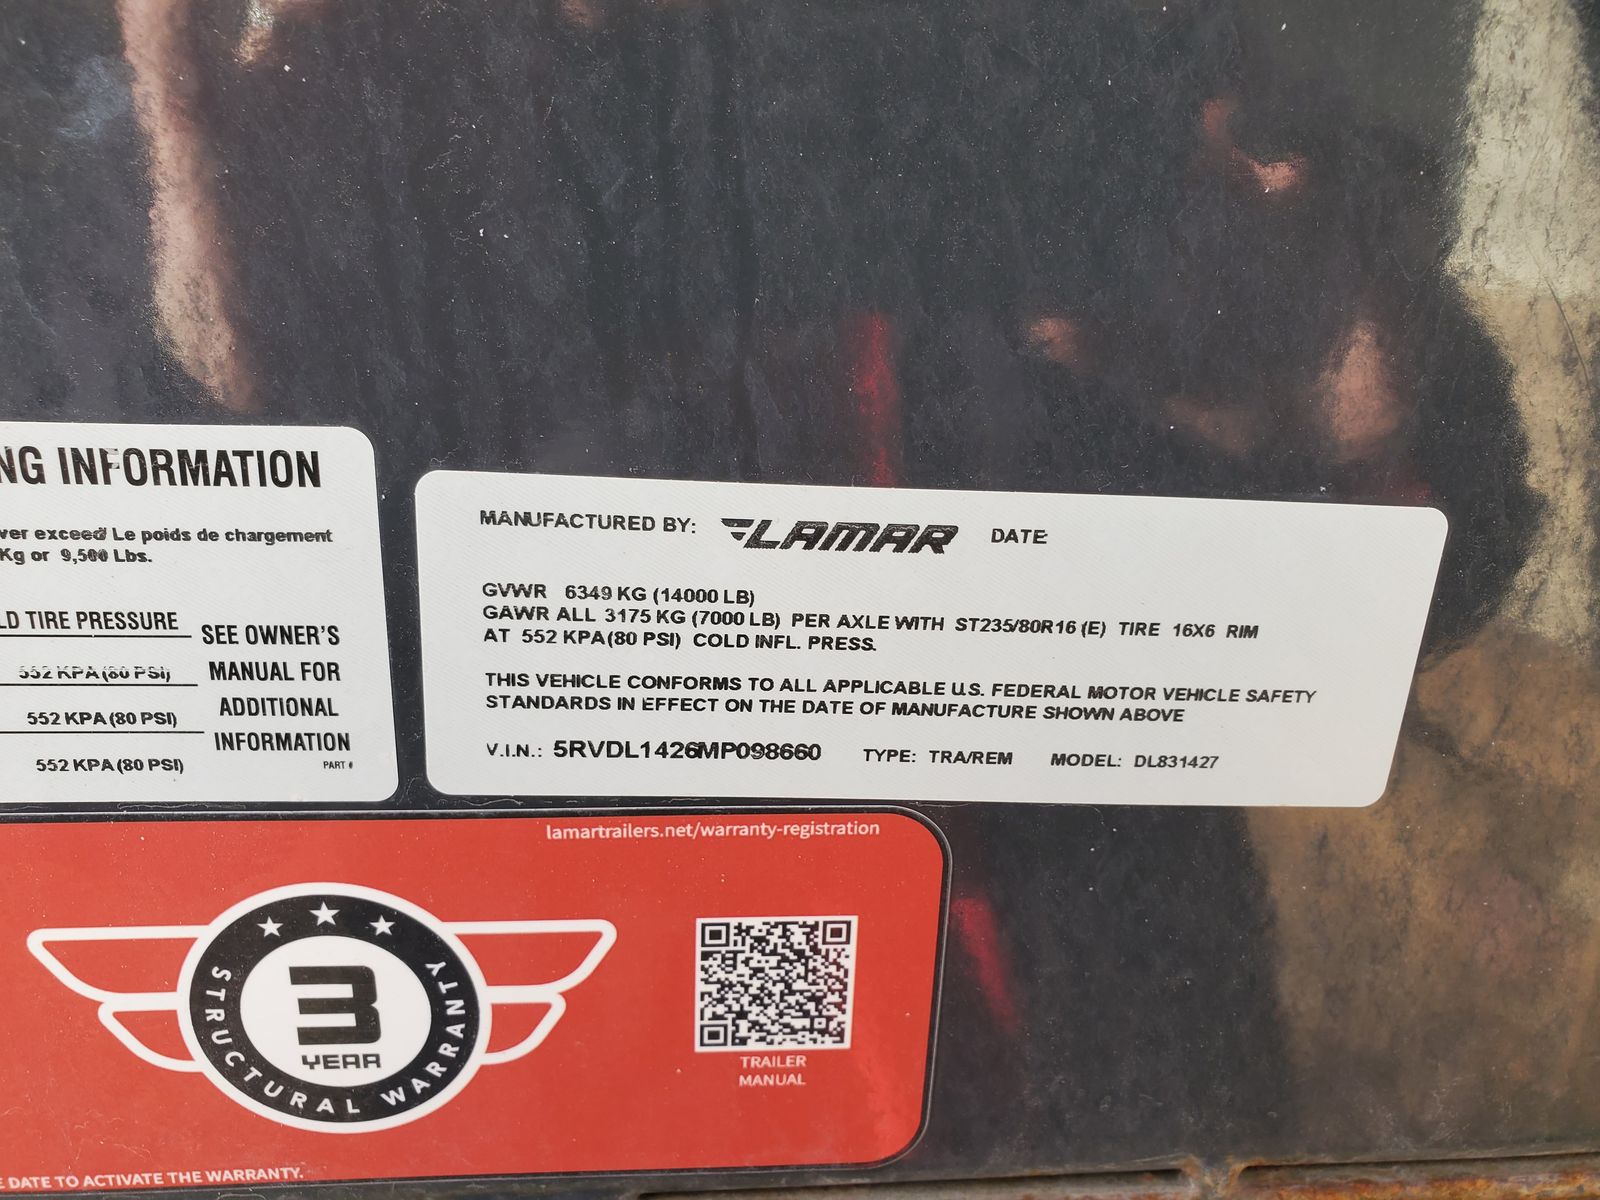 NG INFORMATION
ver exceed Le poids de chargement
Kg or 9,500 Lbs.
LD TIRE PRESSURE
552 KPA (80 PSI)
552 KPA (80 PSI)
552 KPA (80 PSI)
SEE OWNER'S
MANUAL FOR
ADDITIONAL
INFORMATION
PART #
MANUFACTURED BY: LAMAR DATE
GVWR 6349 KG (14000 LB)
GAWR ALL 3175 KG (7000 LB) PER AXLE WITH ST235/80R16 (E) TIRE 16X6 RIM
AT 552 KPA (80 PSI) COLD INFL. PRESS.
THIS VEHICLE CONFORMS TO ALL APPLICABLE U.S. FEDERAL MOTOR VEHICLE SAFETY
STANDARDS IN EFFECT ON THE DATE OF MANUFACTURE SHOWN ABOVE
V.I.N.: 5RVDL1426MP098660 TYPE: TRA/REM MODEL: DL831427
lamartrailers.net/warranty-registration
3
YEAR
STRUCTURAL WARRANTY
TRAILER
MANUAL
E DATE TO ACTIVATE THE WARRANTY.